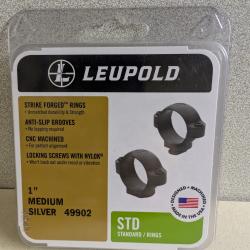 LEUPOLD
STRIKE FORGED™ RINGS
• Unmatched durability & Strength
ANTI-SLIP GROOVES
• No lapping required
CNC MACHINED
• For perfect alignment
LOCKING SCREWS WITH NYLOK®
• Won't back out under recoil or vibration
1"
MEDIUM
SILVER 49902
STD
STANDARD / RINGS
DESIGNED • MACHINED
MADE IN THE USA